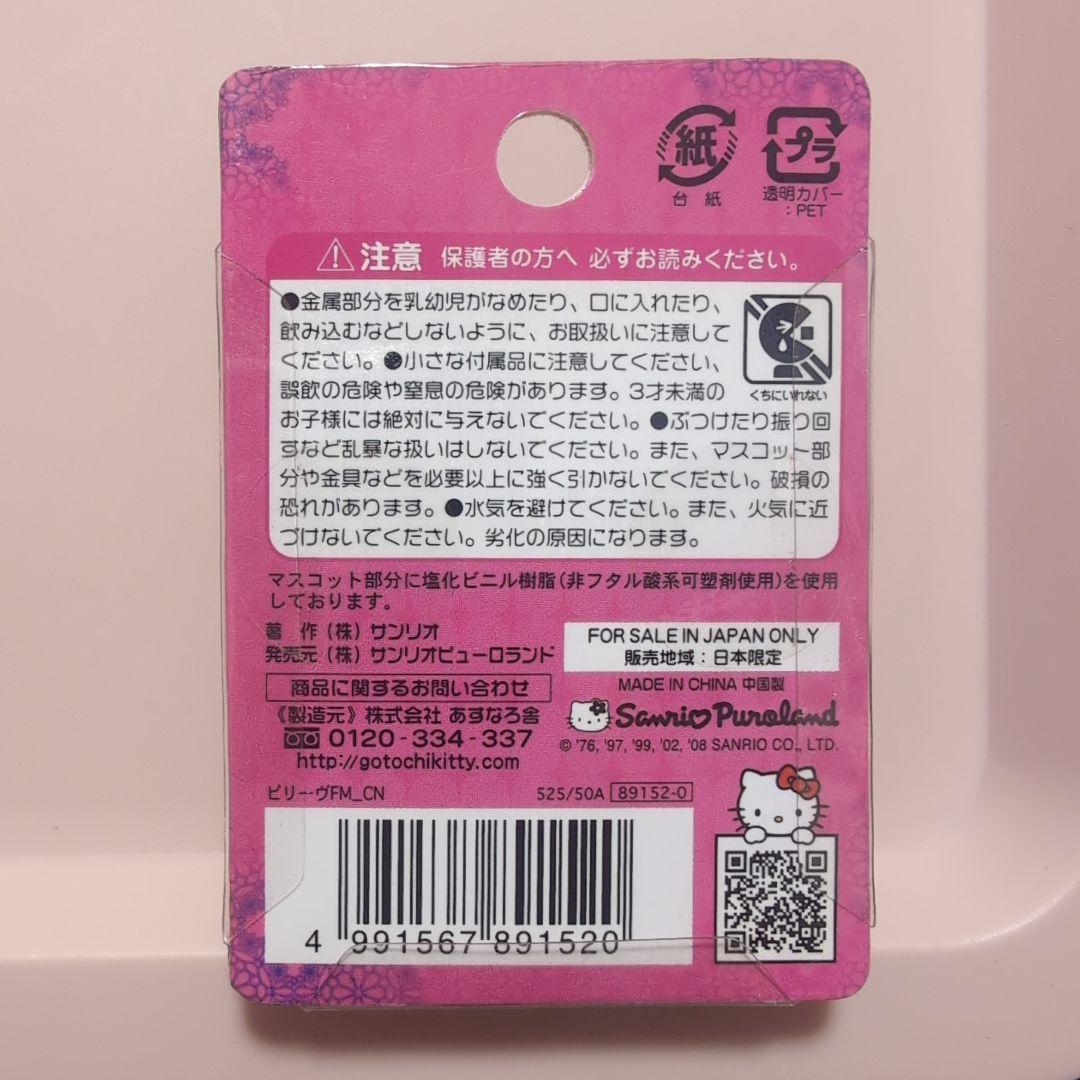 紙
台紙
プラ
透明カバー
:PET
注意 保護者の方へ 必ずお読みください。
●金属部分を乳幼児がなめたり、口に入れたり、
飲み込むなどしないように、お取扱いに注意して
ください。●小さな付属品に注意してください、
誤飲の危険や窒息の危険があります。3才未満の
お子様には絶対に与えないでください。●ぶつけたり振り回
すなど乱暴な扱いはしないでください。また、マスコット部
分や金具などを必要以上に強く引かないでください。破損の
恐れがあります。●水気を避けてください。また、火気に近
づけないでください。劣化の原因になります。
くちにいれない
マスコット部分に塩化ビニル樹脂(非フタル酸系可塑剤使用)を使用
しております。
著 作(株)サンリオ
発売元(株)サンリオピューロランド
FOR SALE IN JAPAN ONLY
販売地域:日本限定
商品に関するお問い合わせ
《製造元》株式会社 あすなろ舎
0120-334-337
http://gotochikitty.com
MADE IN CHINA 中国製
Sanrio Puroland
© '76, '97, '99, '02, '08 SANRIO CO., LTD.
ビリーヴFM_CN
525/50A 89152-0
4 991567 891520